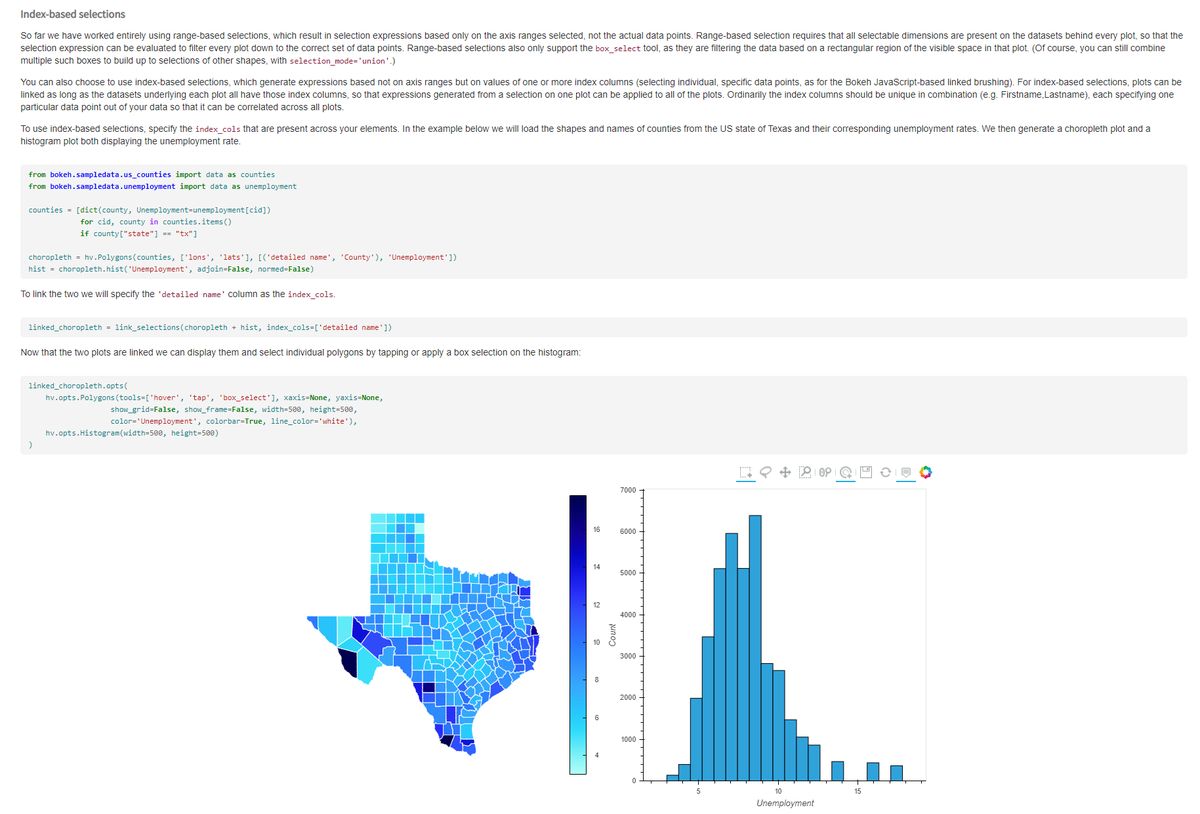 Index-based selections
So far we have worked entirely using range-based selections, which result in selection expressions based only on the axis ranges selected, not the actual data points. Range-based selection requires that all selectable dimensions are present on the datasets behind every plot, so that the
selection expression can be evaluated to filter every plot down to the correct set of data points. Range-based selections also only support the box_select tool, as they are filtering the data based on a rectangular region of the visible space in that plot. (Of course, you can still combine
multiple such boxes to build up to selections of other shapes, with selection_mode='union'.)
You can also choose to use index-based selections, which generate expressions based not on axis ranges but on values of one or more index columns (selecting individual, specific data points, as for the Bokeh JavaScript-based linked brushing). For index-based selections, plots can be
linked as long as the datasets underlying each plot all have those index columns, so that expressions generated from a selection on one plot can be applied to all of the plots. Ordinarily the index columns should be unique in combination (e.g. Firstname,Lastname), each specifying one
particular data point out of your data so that it can be correlated across all plots.
To use index-based selections, specify the index_cols that are present across your elements. In the example below we will load the shapes and names of counties from the US state of Texas and their corresponding unemployment rates. We then generate a choropleth plot and a
histogram plot both displaying the unemployment rate.
from bokeh.sampledata.us_counties import data as counties
from bokeh.sampledata.unemployment import data as unemployment
counties = [dict(county, Unemployment=unemployment[cid])
for cid, county in counties.items()
if county["state"] == "tx"]
choropleth = hv.Polygons(counties, ['lons', 'lats'], [('detailed name', 'County'), 'Unemployment'])
hist = choropleth.hist('Unemployment', adjoin=False, normed=False)
To link the two we will specify the 'detailed name' column as the index_cols.
linked_choropleth = link_selections(choropleth + hist, index_cols=['detailed name'])
Now that the two plots are linked we can display them and select individual polygons by tapping or apply a box selection on the histogram:
linked_choropleth.opts(
hv.opts.Polygons(tools=['hover', 'tap', 'box_select'], xaxis=None, yaxis=None,
show_grid=False, show_frame=False, width=500, height=500,
color='Unemployment', colorbar=True, line_color='white'),
hv.opts.Histogram(width=500, height=500)
)
16
14
12
10
8
6
4
7000
6000
5000
4000
3000
2000
1000
0
Count
5
10
15
Unemployment